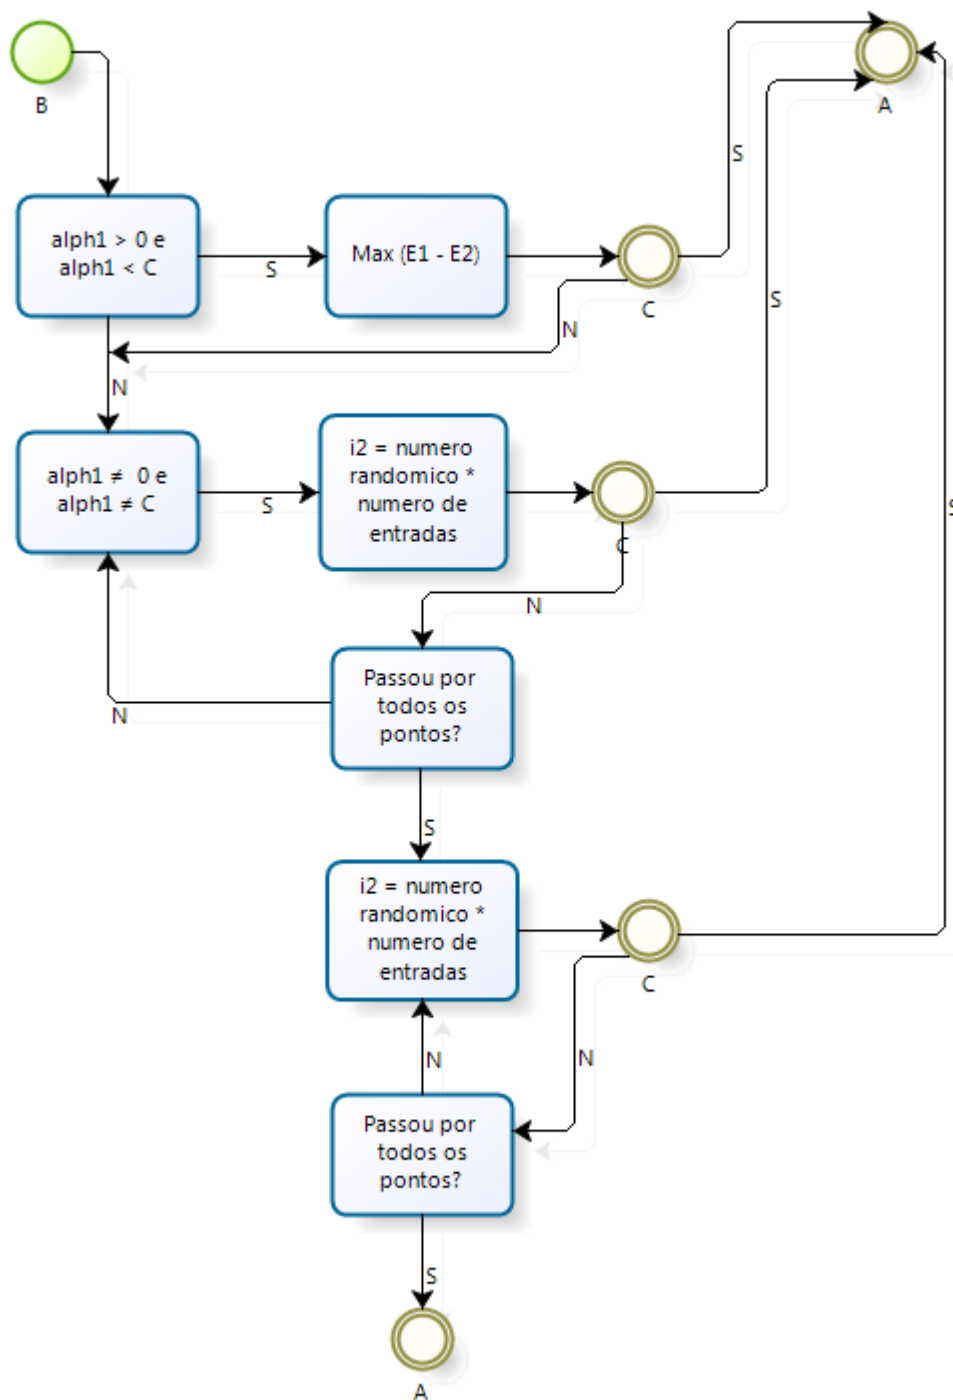 B
A
S
alph1 > 0 e
alph1 < C
S
Max (E1 - E2)
C
S
N
N
alph1 ≠ 0 e
alph1 ≠ C
S
i2 = numero
randomico *
numero de
entradas
C
S
N
Passou por
todos os
pontos?
N
S
i2 = numero
randomico *
numero de
entradas
C
N
N
Passou por
todos os
pontos?
S
A